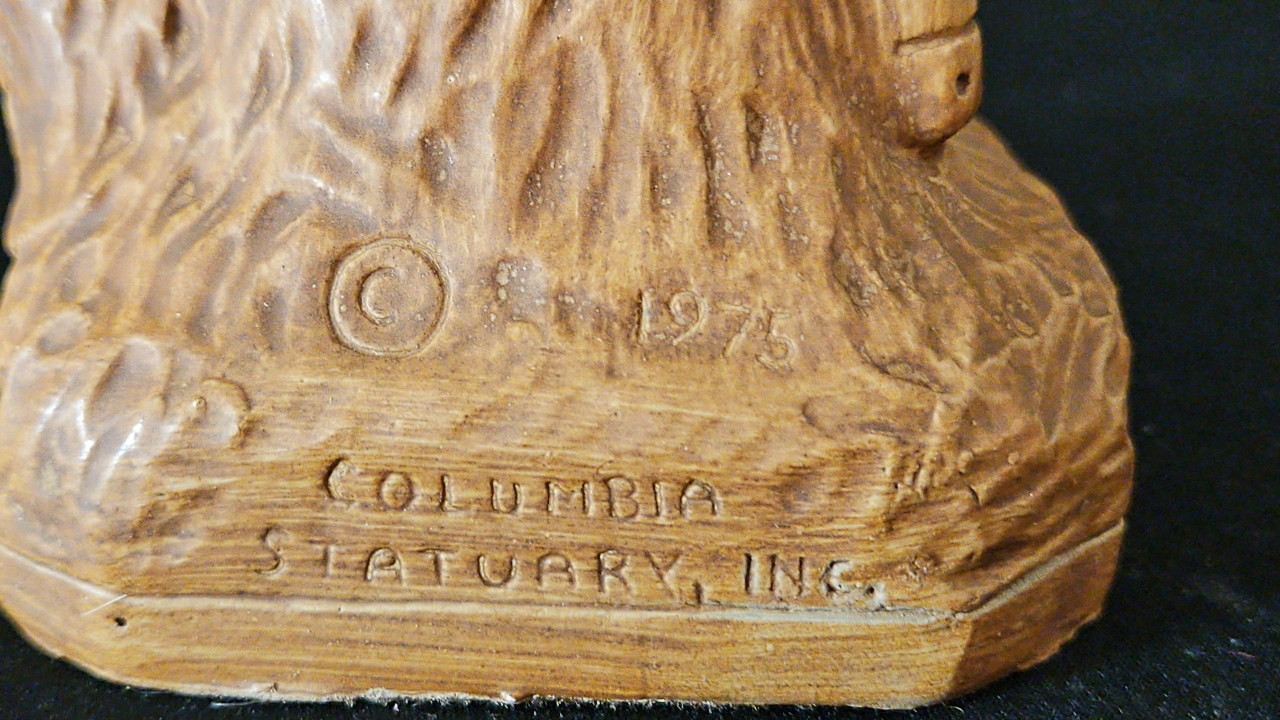 © 1975
COLUMBIA
STATUARY, INC.